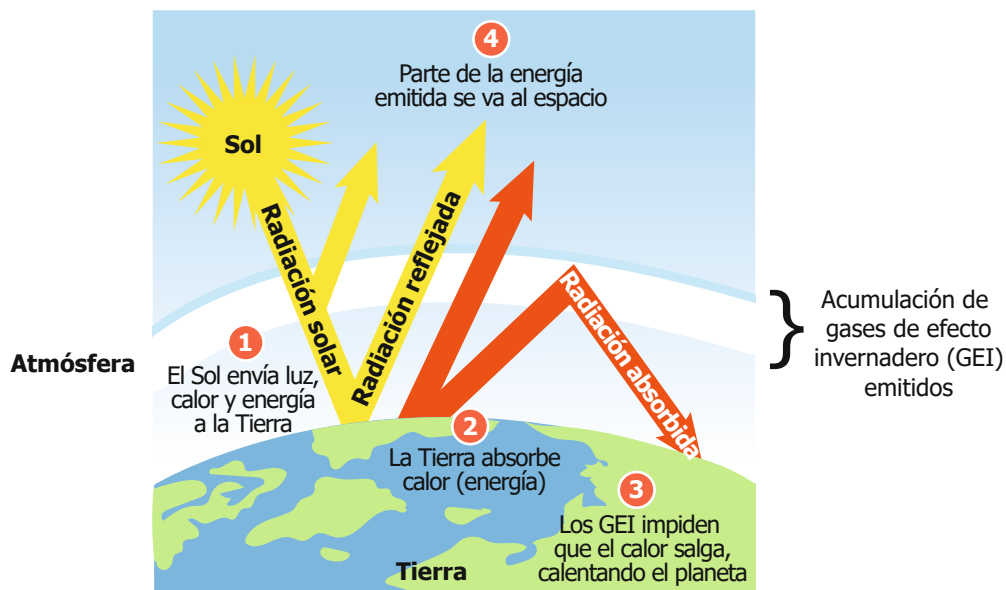 4
Parte de la energía
emitida se va al espacio
Sol
Radiación solar
Radiación reflejada
Radiación absorbida
Acumulación de
gases de efecto
invernadero (GEI)
emitidos
Atmósfera
1
El Sol envía luz,
calor y energía
a la Tierra
2
La Tierra absorbe
calor (energía)
3
Los GEI impiden
que el calor salga,
calentando el planeta
Tierra